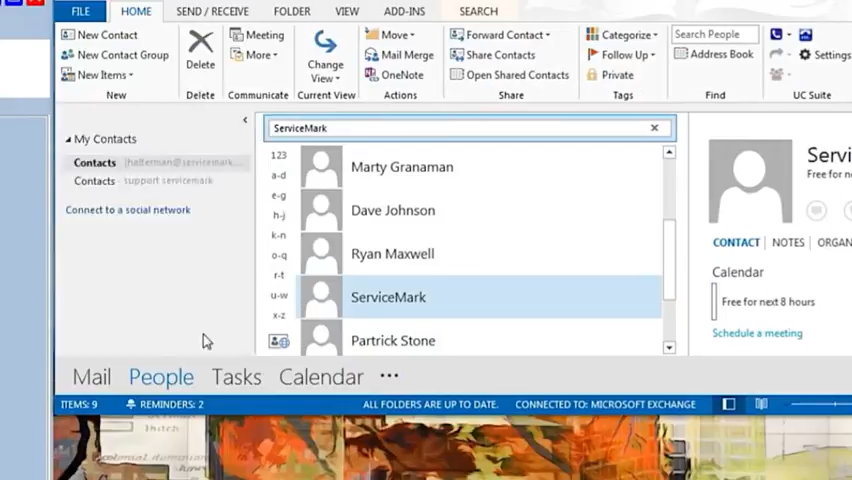 FILE HOME SEND / RECEIVE FOLDER VIEW ADD-INS SEARCH
New Contact
New Contact Group
New Items
New
Delete
Delete
Meeting
More
Communicate
Change
View
Current View
Move
Mail Merge
OneNote
Actions
Forward Contact
Share Contacts
Open Shared Contacts
Share
Categorize
Follow Up
Private
Tags
Search People
Address Book
Find
Settings
UC Suite
My Contacts
Contacts
Contacts - support servicemark
Connect to a social network
ServiceMark
123
a-d
e-g
h-j
k-n
o-q
r-t
u-w
x-z
Marty Granaman
Dave Johnson
Ryan Maxwell
ServiceMark
Partrick Stone
Servi
Free for ne
CONTACT NOTES ORGAN
Calendar
Free for next 8 hours
Schedule a meeting
Mail People Tasks Calendar •••
ITEMS: 9 REMINDERS: 2 ALL FOLDERS ARE UP TO DATE. CONNECTED TO: MICROSOFT EXCHANGE